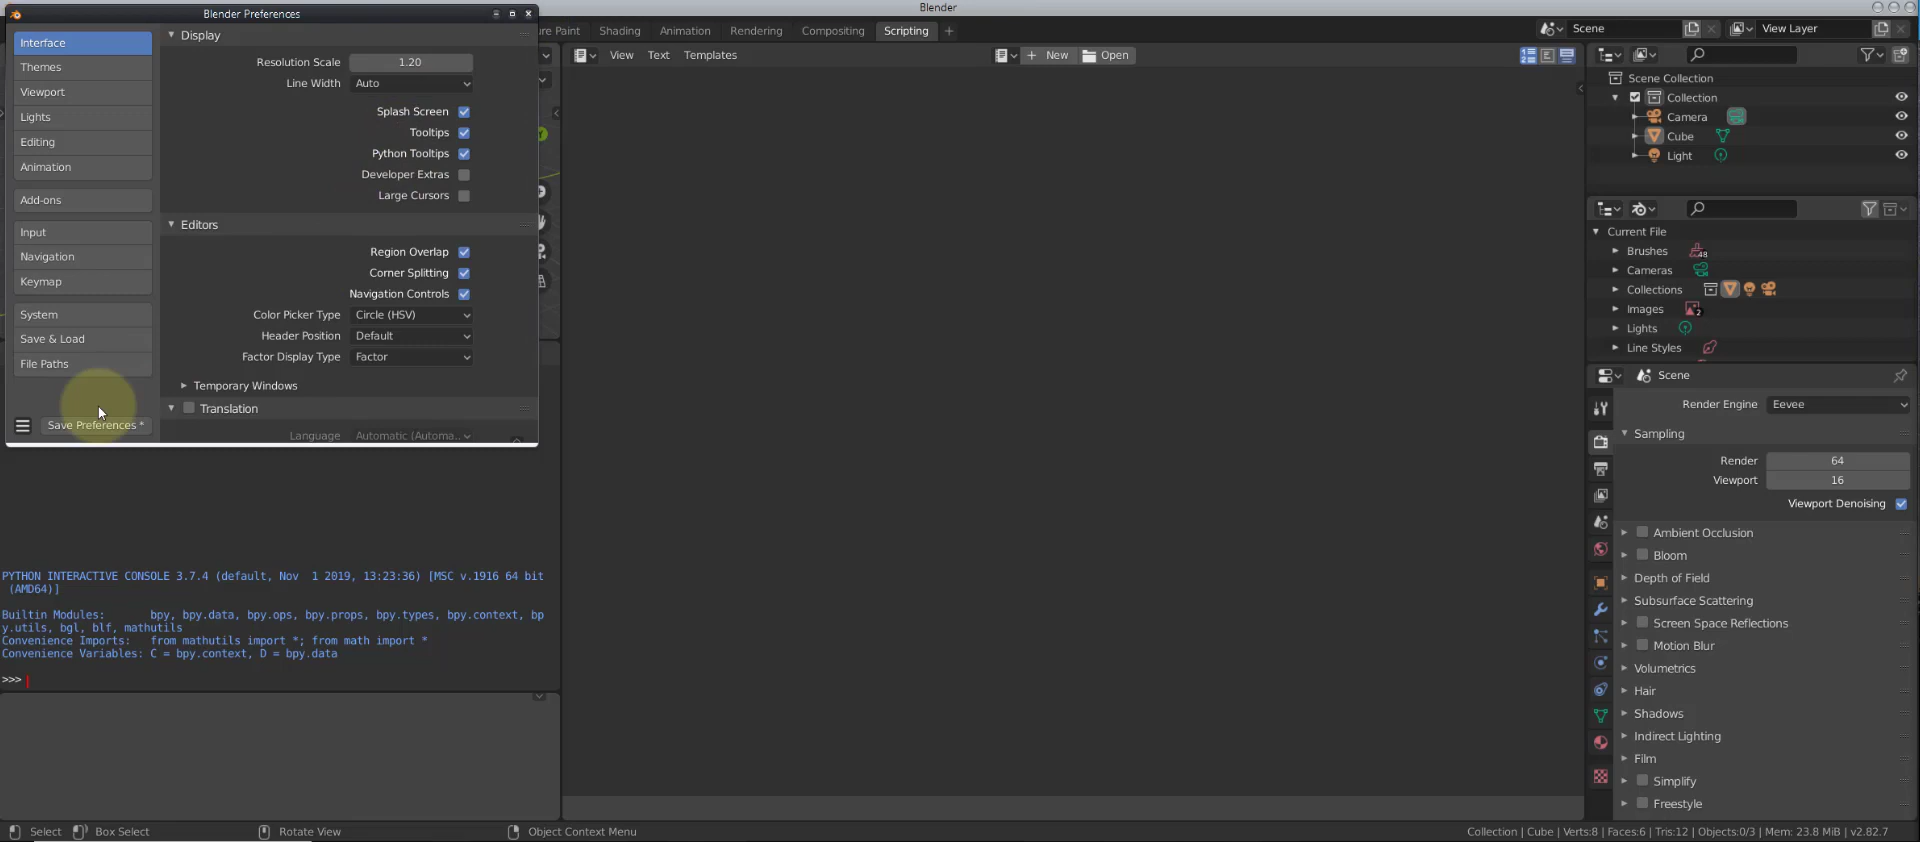 Blender Preferences
Interface
Themes
Viewport
Lights
Editing
Animation
Add-ons
Input
Navigation
Keymap
System
Save & Load
File Paths
Save Preferences *
Display
Resolution Scale 1.20
Line Width Auto
Splash Screen
Tooltips
Python Tooltips
Developer Extras
Large Cursors
Editors
Region Overlap
Corner Splitting
Navigation Controls
Color Picker Type Circle (HSV)
Header Position Default
Factor Display Type Factor
Temporary Windows
Translation
Language Automatic (Automa..
Blender
ure Paint Shading Animation Rendering Compositing Scripting +
View Text Templates
New Open
Scene
View Layer
Scene Collection
Collection
Camera
Cube
Light
Current File
Brushes 48
Cameras
Collections
Images 2
Lights
Line Styles
Scene
Render Engine Eevee
Sampling
Render 64
Viewport 16
Viewport Denoising
Ambient Occlusion
Bloom
Depth of Field
Subsurface Scattering
Screen Space Reflections
Motion Blur
Volumetrics
Hair
Shadows
Indirect Lighting
Film
Simplify
Freestyle
PYTHON INTERACTIVE CONSOLE 3.7.4 (default, Nov  1 2019, 13:23:36) [MSC v.1916 64 bit
(AMD64)]
Builtin Modules:       bpy, bpy.data, bpy.ops, bpy.props, bpy.types, bpy.context, bp
y.utils, bgl, blf, mathutils
Convenience Imports:   from mathutils import *; from math import *
Convenience Variables: C = bpy.context, D = bpy.data
>>>
Select Box Select Rotate View Object Context Menu
Collection | Cube | Verts:8 | Faces:6 | Tris:12 | Objects:0/3 | Mem: 23.8 MiB | v2.82.7